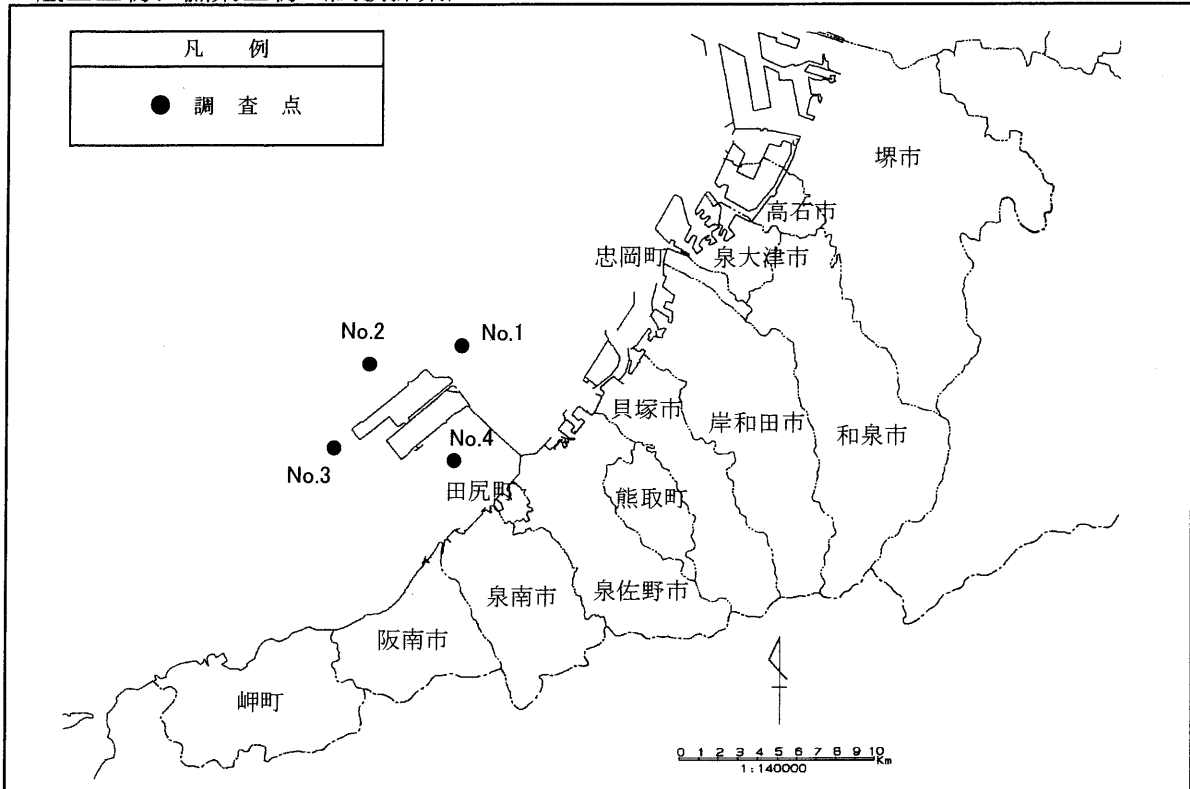 凡 例
● 調 査 点
堺市
高石市
忠岡町
泉大津市
No.1
No.2
貝塚市
岸和田市
和泉市
No.4
No.3
田尻町
熊取町
泉南市
泉佐野市
阪南市
岬町
0 1 2 3 4 5 6 7 8 9 10 Km
1:140000